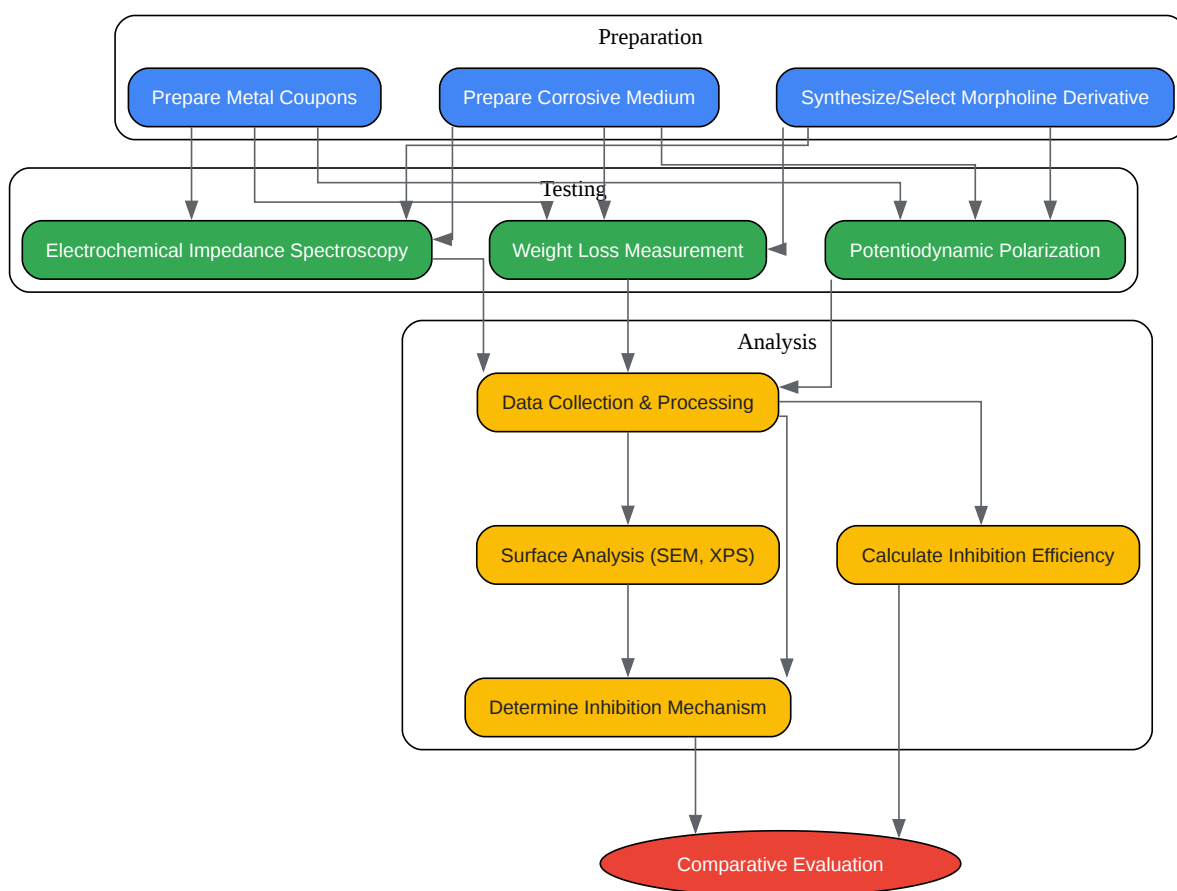 Preparation
Prepare Metal Coupons
Prepare Corrosive Medium
Synthesize/Select Morpholine Derivative
Testing
Electrochemical Impedance Spectroscopy
Weight Loss Measurement
Potentiodynamic Polarization
Analysis
Data Collection & Processing
Surface Analysis (SEM, XPS)
Calculate Inhibition Efficiency
Determine Inhibition Mechanism
Comparative Evaluation